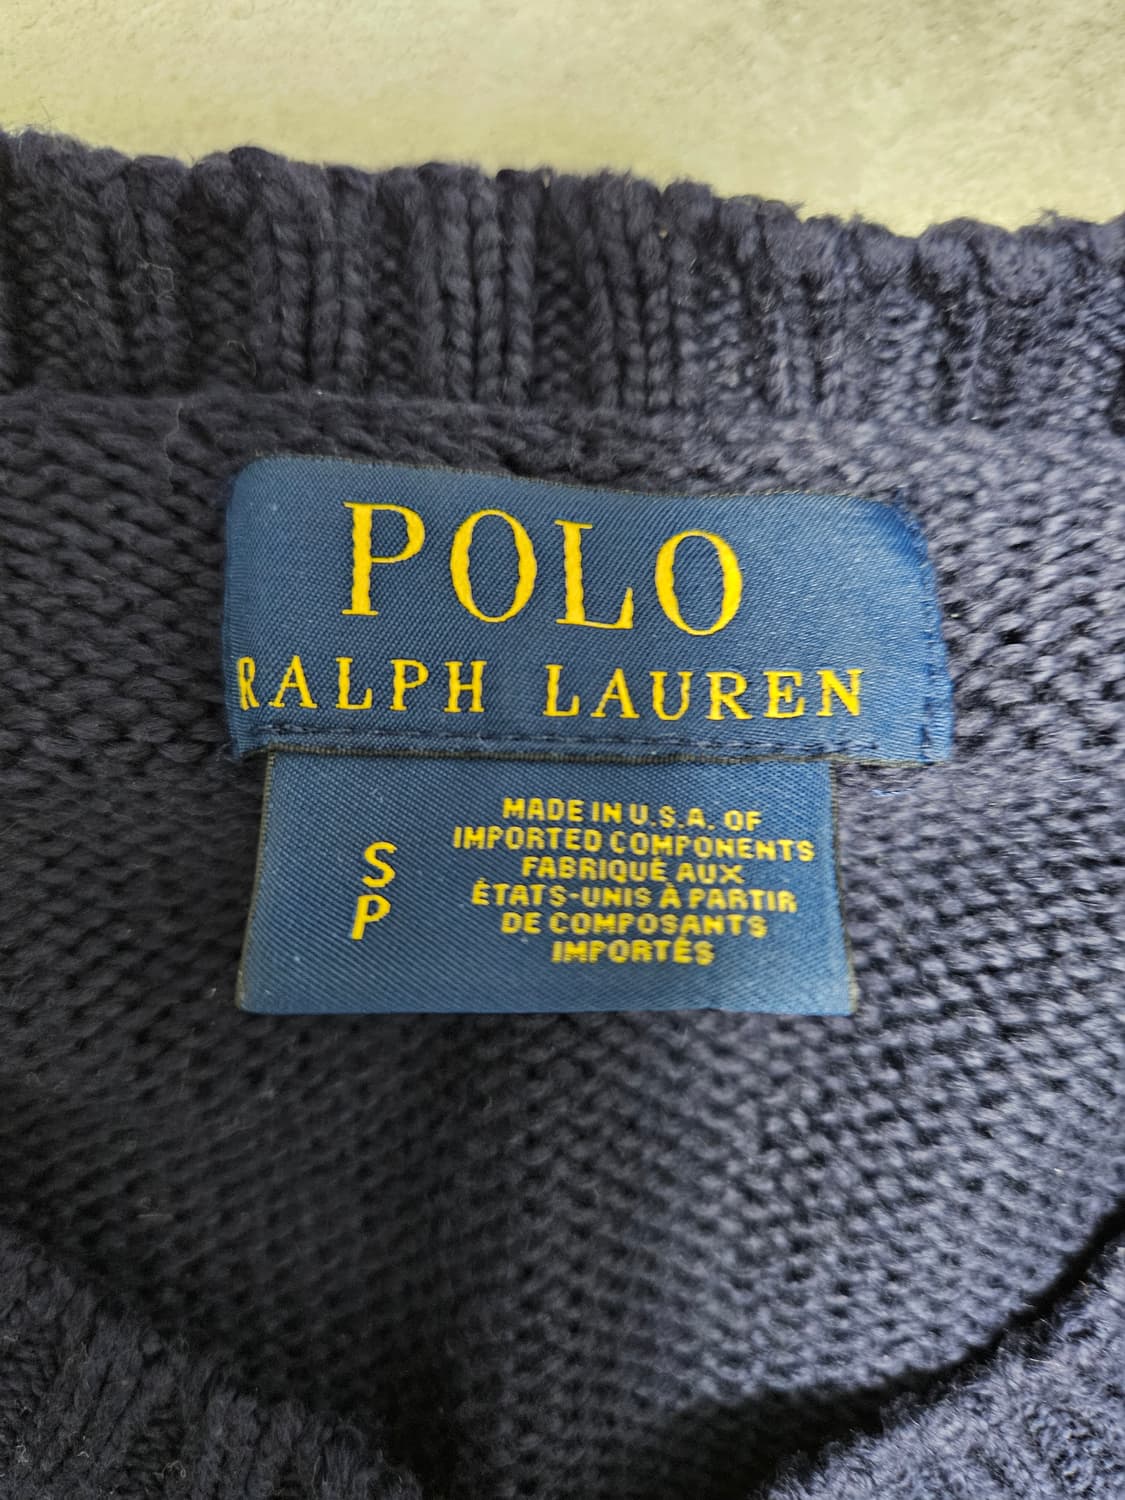 POLO
RALPH LAUREN
S
P
MADE IN U.S.A. OF
IMPORTED COMPONENTS
FABRIQUÉ AUX
ÉTATS-UNIS À PARTIR
DE COMPOSANTS
IMPORTÉS